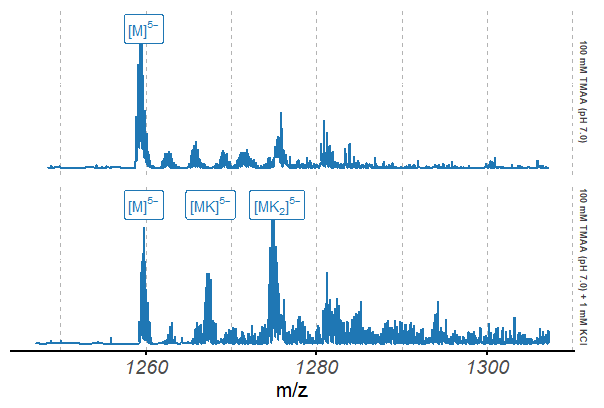 [M]⁵⁻
100 mM TMAA (pH 7.0)
[M]⁵⁻
[MK]⁵⁻
[MK₂]⁵⁻
100 mM TMAA (pH 7.0) + 1 mM KCl
1260
1280
1300
m/z